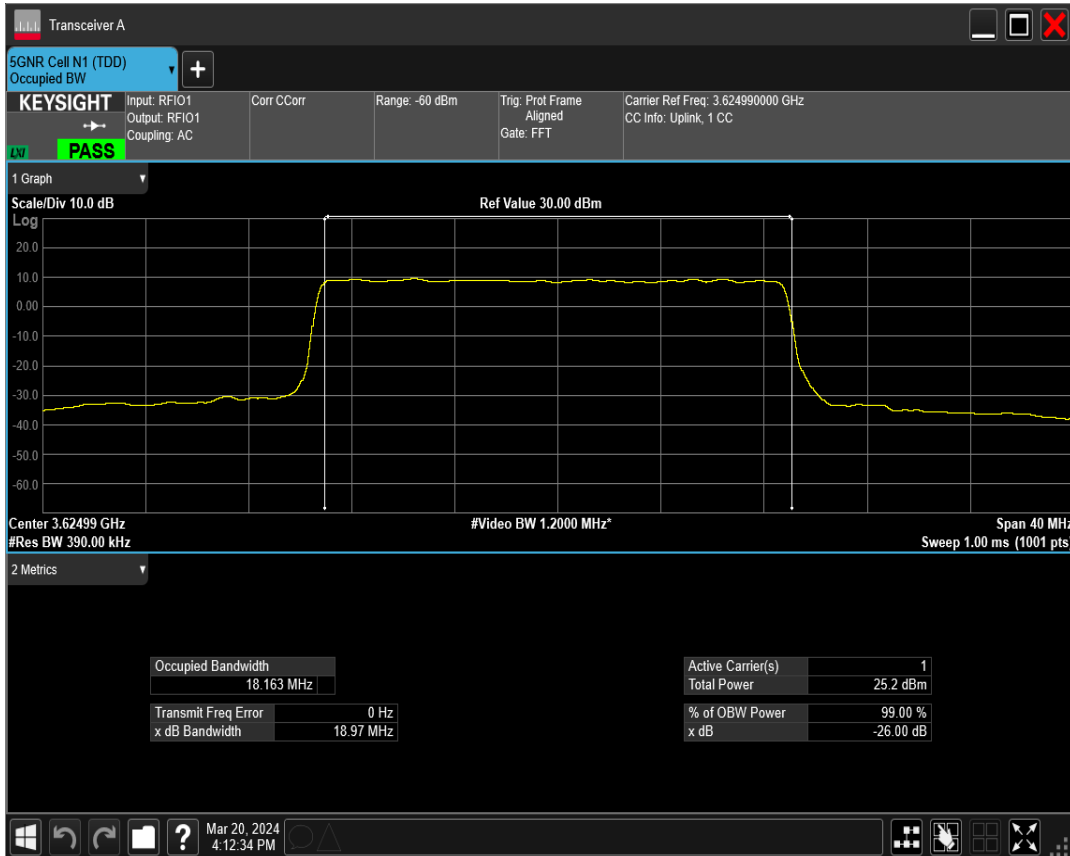 Transceiver A
5GNR Cell N1 (TDD)
Occupied BW
+
KEYSIGHT
LXI
PASS
Input: RFIO1
Output: RFIO1
Coupling: AC
Corr CCorr
Range: -60 dBm
Trig: Prot Frame
Aligned
Gate: FFT
Carrier Ref Freq: 3.624990000 GHz
CC Info: Uplink, 1 CC
1 Graph
Scale/Div 10.0 dB
Ref Value 30.00 dBm
Log
20.0
10.0
0.00
-10.0
-20.0
-30.0
-40.0
-50.0
-60.0
Center 3.62499 GHz
#Video BW 1.2000 MHz*
Span 40 MHz
#Res BW 390.00 kHz
Sweep 1.00 ms (1001 pts)
2 Metrics
Occupied Bandwidth
18.163 MHz
Transmit Freq Error 0 Hz
x dB Bandwidth 18.97 MHz
Active Carrier(s) 1
Total Power 25.2 dBm
% of OBW Power 99.00 %
x dB -26.00 dB
?
Mar 20, 2024
4:12:34 PM